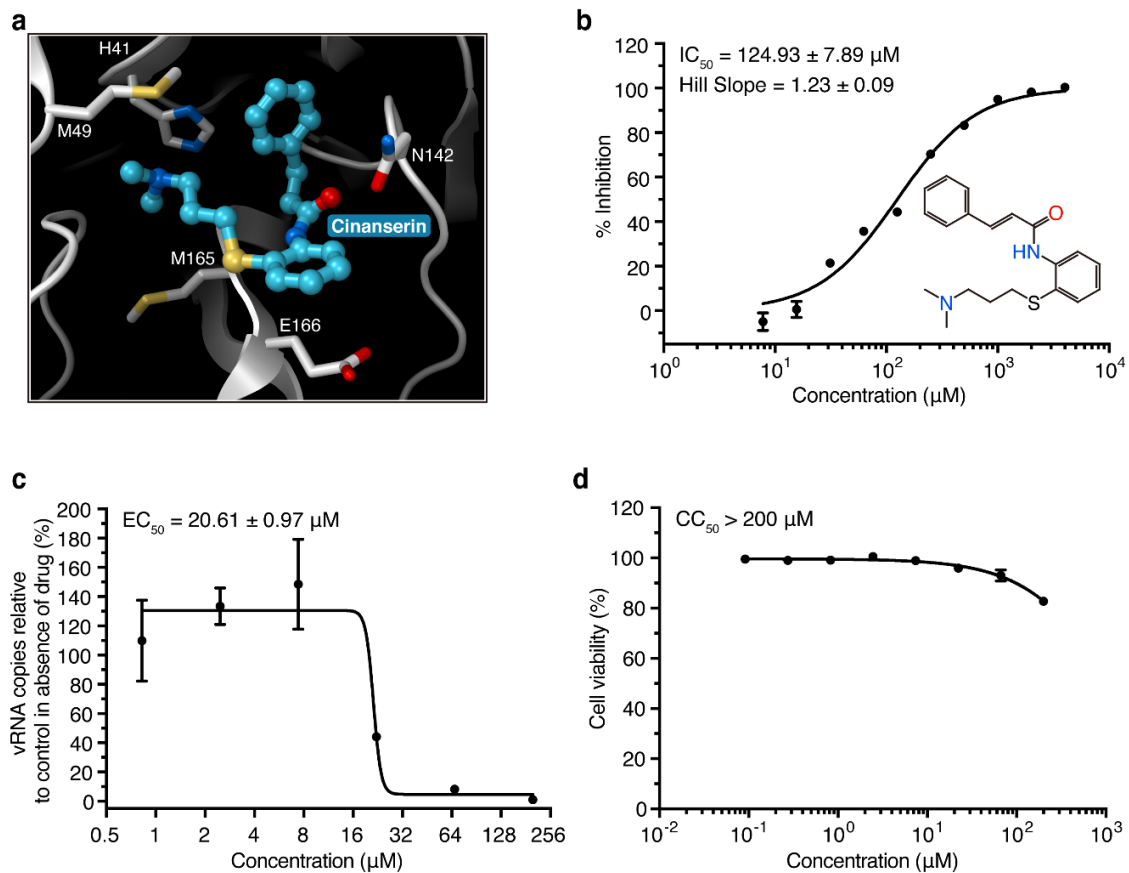 a
H41
M49
N142
Cinanserin
M165
E166
b
IC50 = 124.93 ± 7.89 µM
Hill Slope = 1.23 ± 0.09
120
100
80
60
40
20
0
% Inhibition
10^0 10^1 10^2 10^3 10^4
Concentration (µM)
O
HN
N
S
c
EC50 = 20.61 ± 0.97 µM
200
180
160
140
120
100
80
60
40
20
0
vRNA copies relative
to control in absence of drug (%)
0.5 1 2 4 8 16 32 64 128 256
Concentration (µM)
d
CC50 > 200 µM
120
100
80
60
40
20
0
Cell viability (%)
10^-2 10^-1 10^0 10^1 10^2 10^3
Concentration (µM)